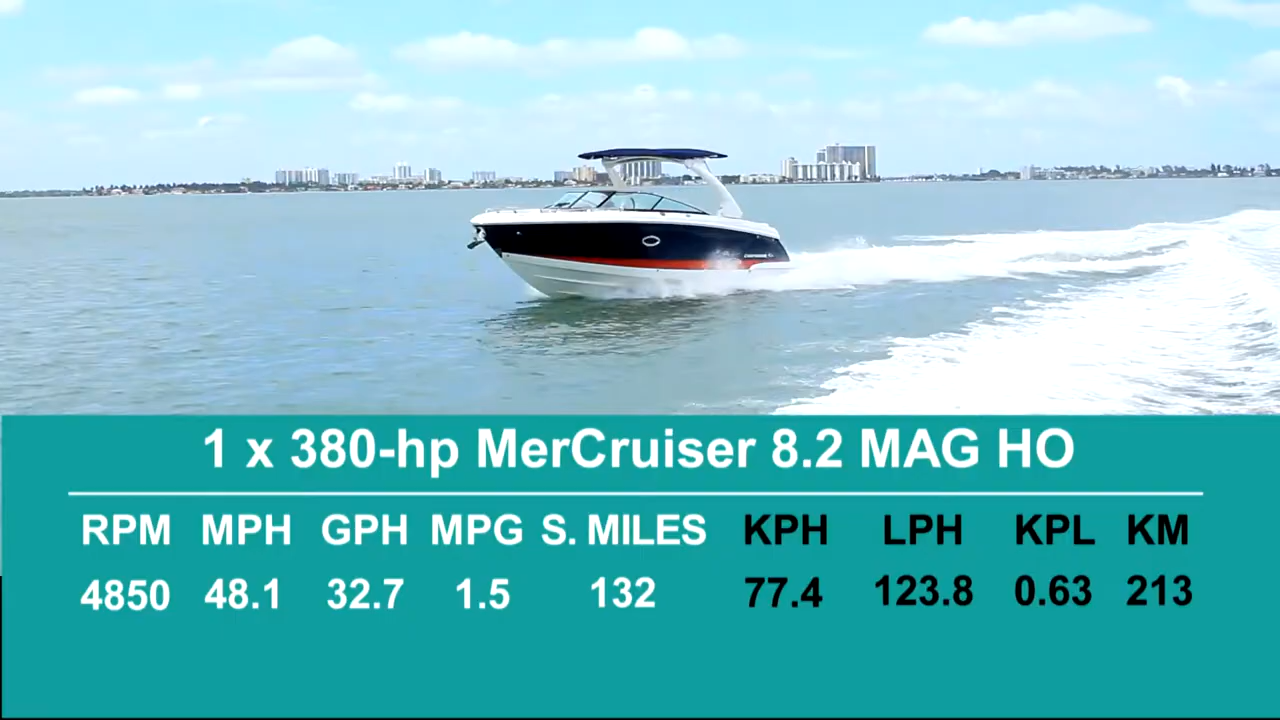 1 x 380-hp MerCruiser 8.2 MAG HO
RPM MPH GPH MPG S. MILES KPH LPH KPL KM
4850 48.1 32.7 1.5 132 77.4 123.8 0.63 213